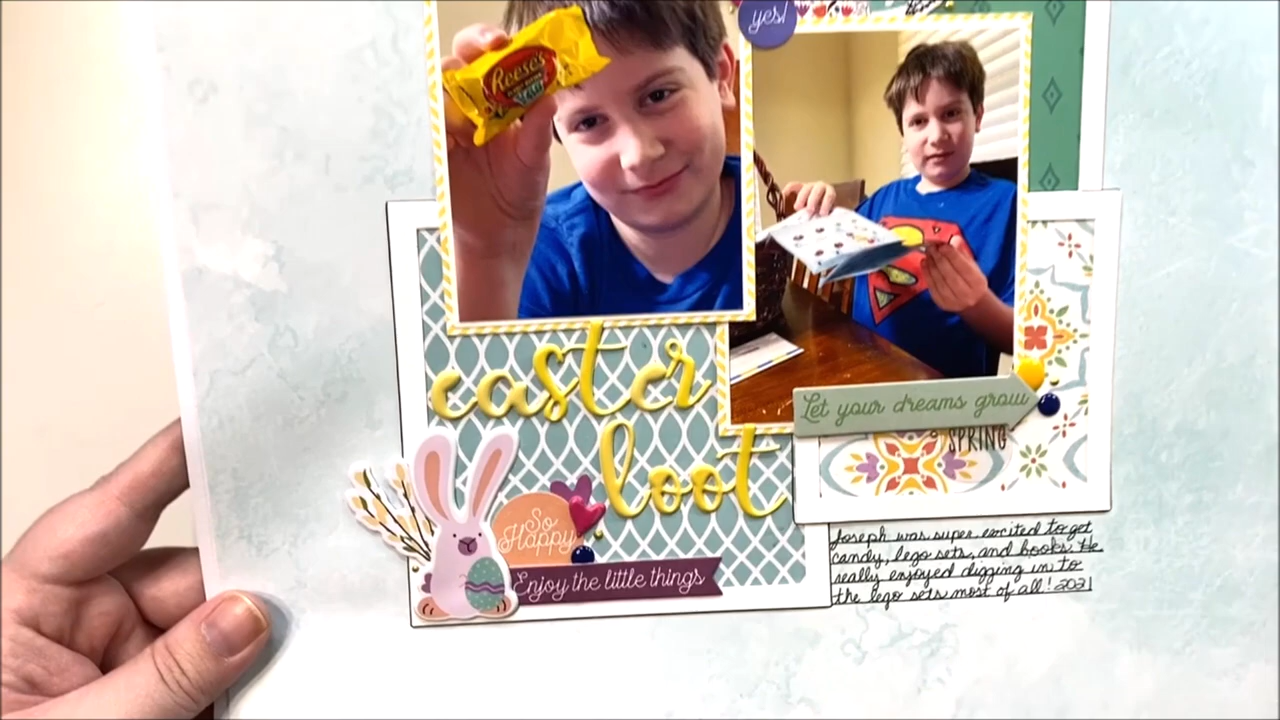 yes!
Reese's
easter
loot
Let your dreams grow
SPRING
So
Happy
Enjoy the little things
Joseph was super excited to get
candy, lego sets, and books. He
really enjoyed digging in to
the lego sets most of all! 2021